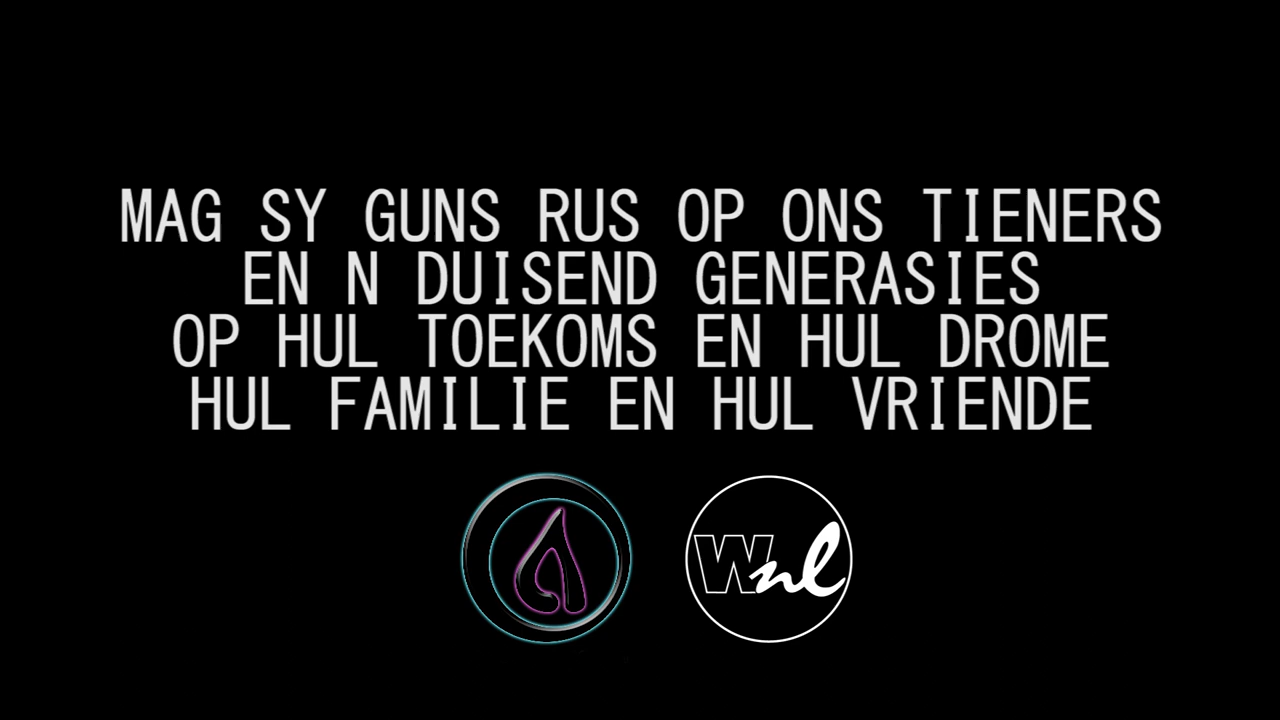 MAG SY GUNS RUS OP ONS TIENERS
EN N DUISEND GENERASIES
OP HUL TOEKOMS EN HUL DROME
HUL FAMILIE EN HUL VRIENDE
Wnl